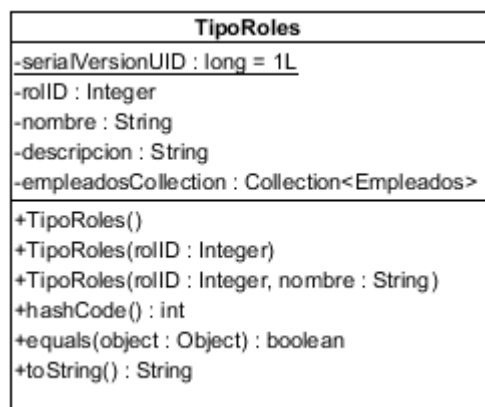 TipoRoles
-serialVersionUID : long = 1L
-rolID : Integer
-nombre : String
-descripcion : String
-empleadosCollection : Collection<Empleados>
+TipoRoles()
+TipoRoles(rolID : Integer)
+TipoRoles(rolID : Integer, nombre : String)
+hashCode() : int
+equals(object : Object) : boolean
+toString() : String